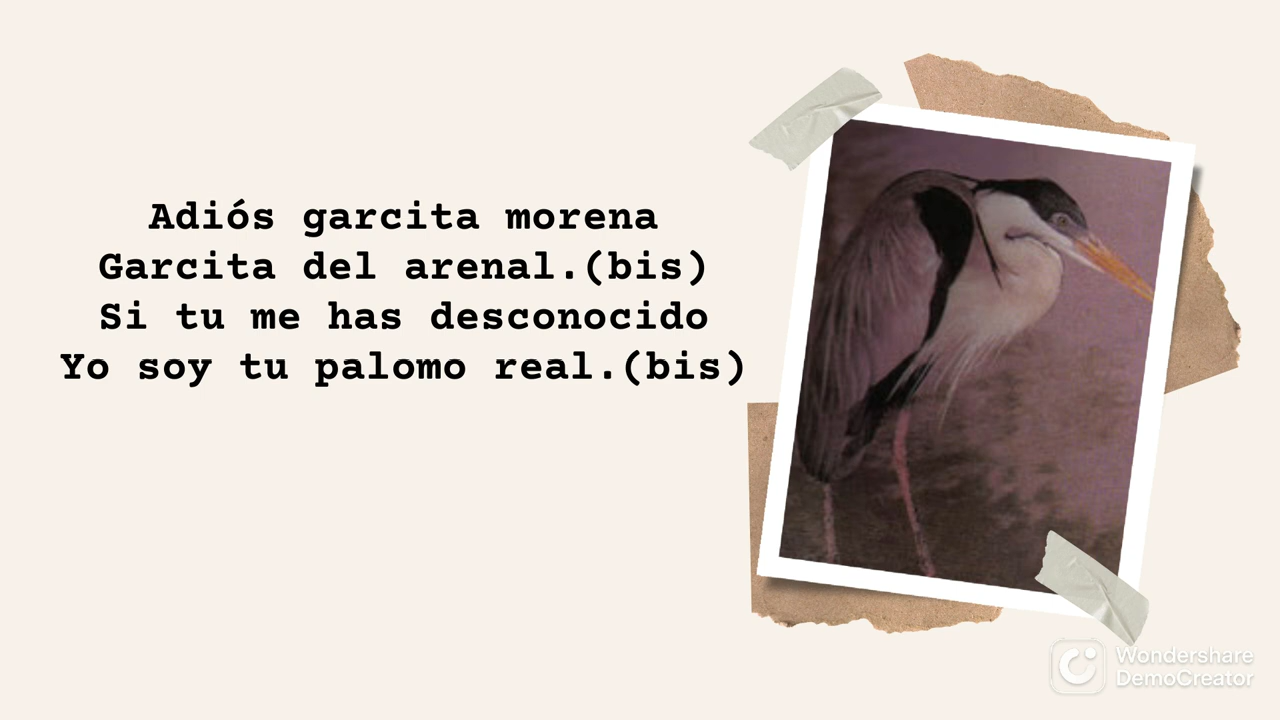 Adiós garcita morena
Garcita del arenal.(bis)
Si tu me has desconocido
Yo soy tu palomo real.(bis)
Wondershare
DemoCreator